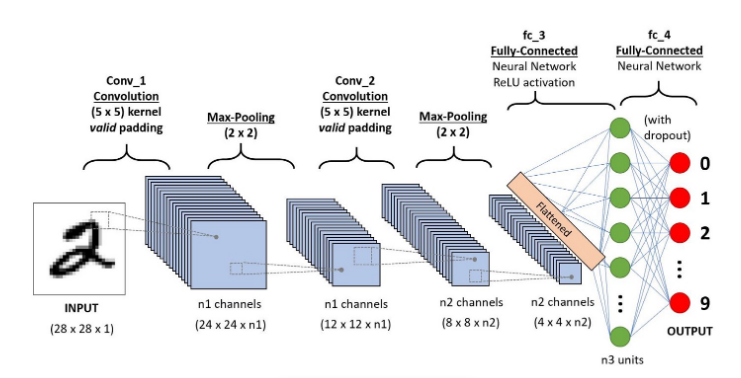 Conv_1
Convolution
(5 x 5) kernel
valid padding
Max-Pooling
(2 x 2)
Conv_2
Convolution
(5 x 5) kernel
valid padding
Max-Pooling
(2 x 2)
fc_3
Fully-Connected
Neural Network
ReLU activation
fc_4
Fully-Connected
Neural Network
(with
dropout)
Flattened
0
1
2
9
OUTPUT
2
INPUT
(28 x 28 x 1)
n1 channels
(24 x 24 x n1)
n1 channels
(12 x 12 x n1)
n2 channels
(8 x 8 x n2)
n2 channels
(4 x 4 x n2)
n3 units